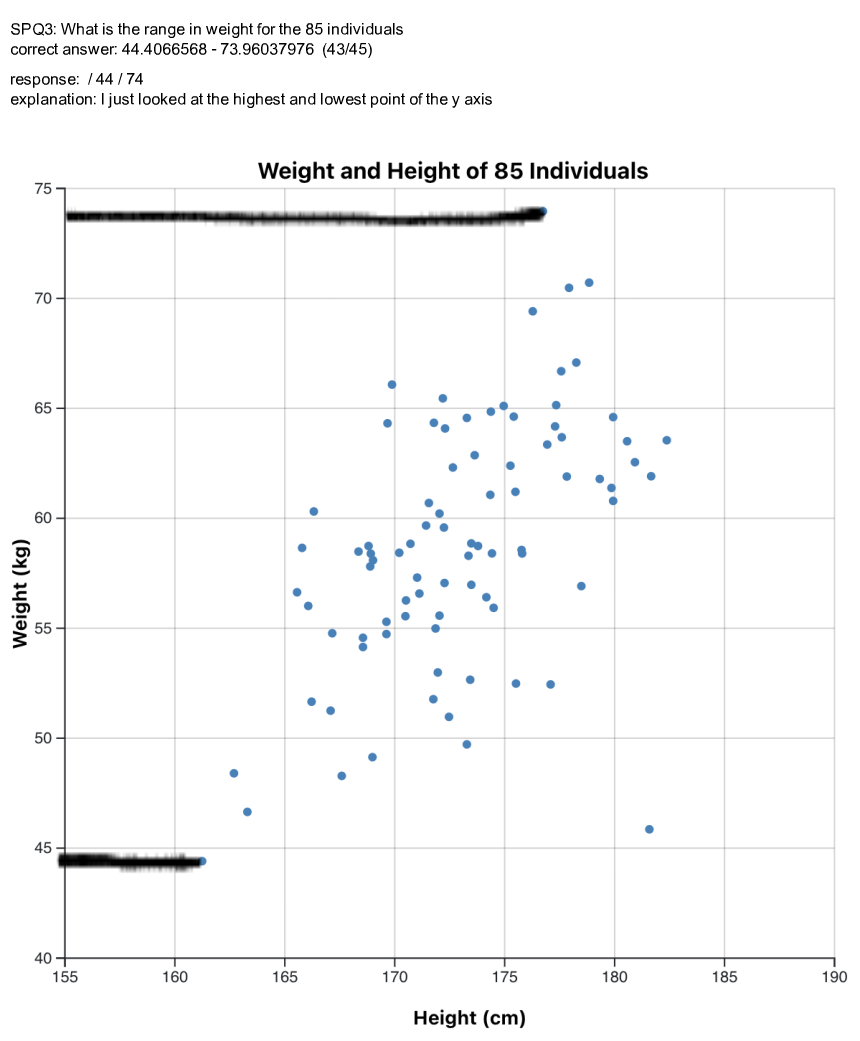 SPQ3: What is the range in weight for the 85 individuals
correct answer: 44.4066568 - 73.96037976  (43/45)
response:  / 44 / 74
explanation: I just looked at the highest and lowest point of the y axis
Weight and Height of 85 Individuals
75
70
65
60
55
50
45
40
Weight (kg)
155 160 165 170 175 180 185 190
Height (cm)